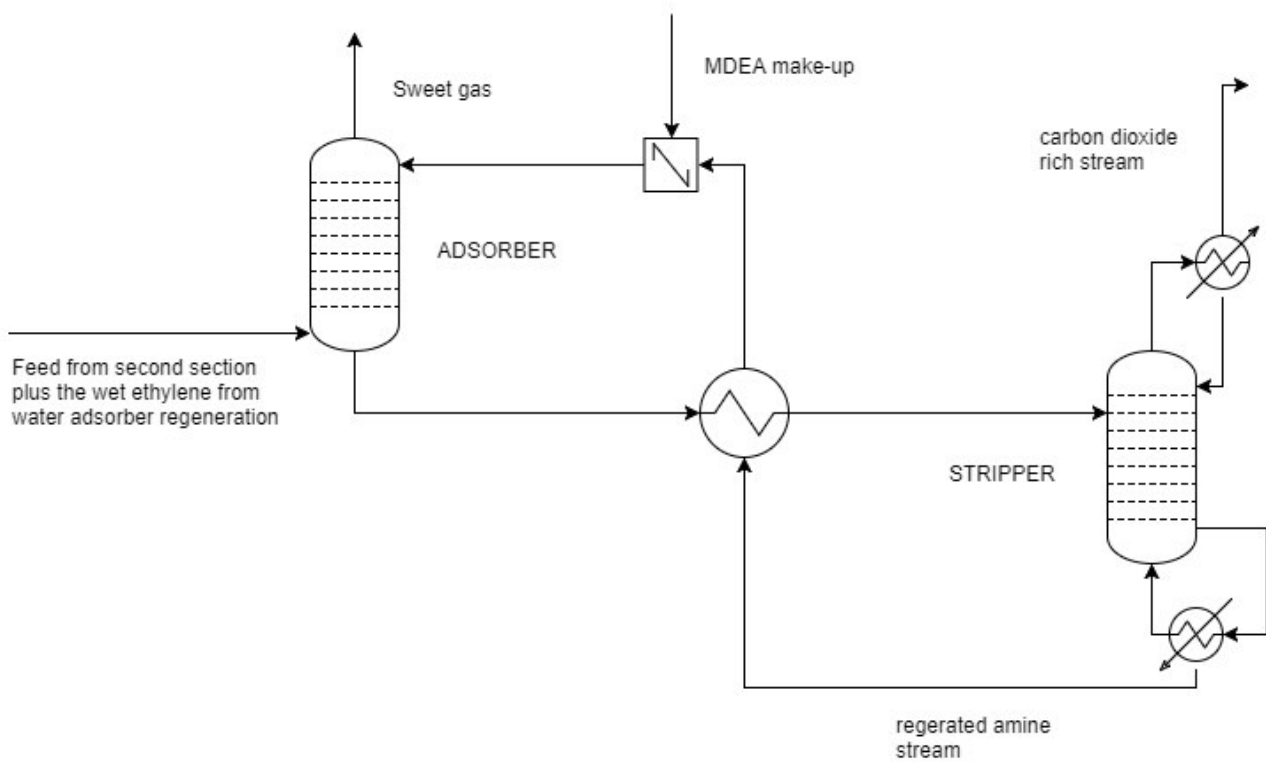 MDEA make-up
Sweet gas
carbon dioxide
rich stream
ADSORBER
Feed from second section
plus the wet ethylene from
water adsorber regeneration
STRIPPER
regerated amine
stream